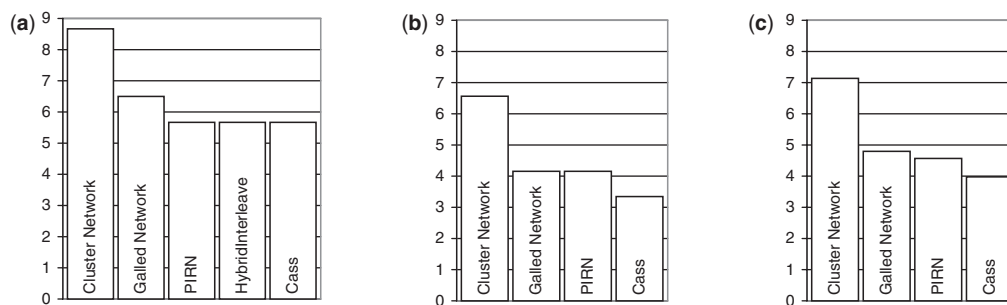 (a)
9
8
7
6
5
4
3
2
1
0
Cluster Network
Galled Network
PIRN
HybridInterleave
Cass
(b)
9
8
7
6
5
4
3
2
1
0
Cluster Network
Galled Network
PIRN
Cass
(c)
9
8
7
6
5
4
3
2
1
0
Cluster Network
Galled Network
PIRN
Cass